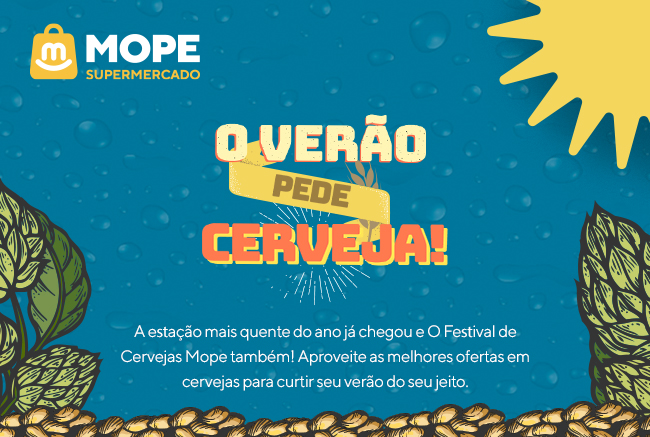 MOPE
SUPERMERCADO
O VERÃO
PEDE
CERVEJA!
A estação mais quente do ano já chegou e O Festival de
Cervejas Mope também! Aproveite as melhores ofertas em
cervejas para curtir seu verão do seu jeito.